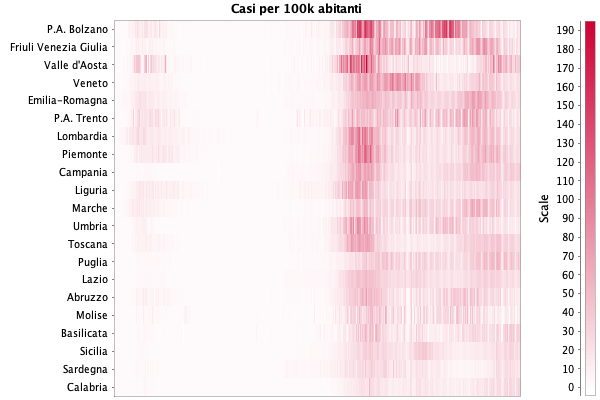 Casi per 100k abitanti
P.A. Bolzano
Friuli Venezia Giulia
Valle d'Aosta
Veneto
Emilia-Romagna
P.A. Trento
Lombardia
Piemonte
Campania
Liguria
Marche
Umbria
Toscana
Puglia
Lazio
Abruzzo
Molise
Basilicata
Sicilia
Sardegna
Calabria
Scale
190
180
170
160
150
140
130
120
110
100
90
80
70
60
50
40
30
20
10
0